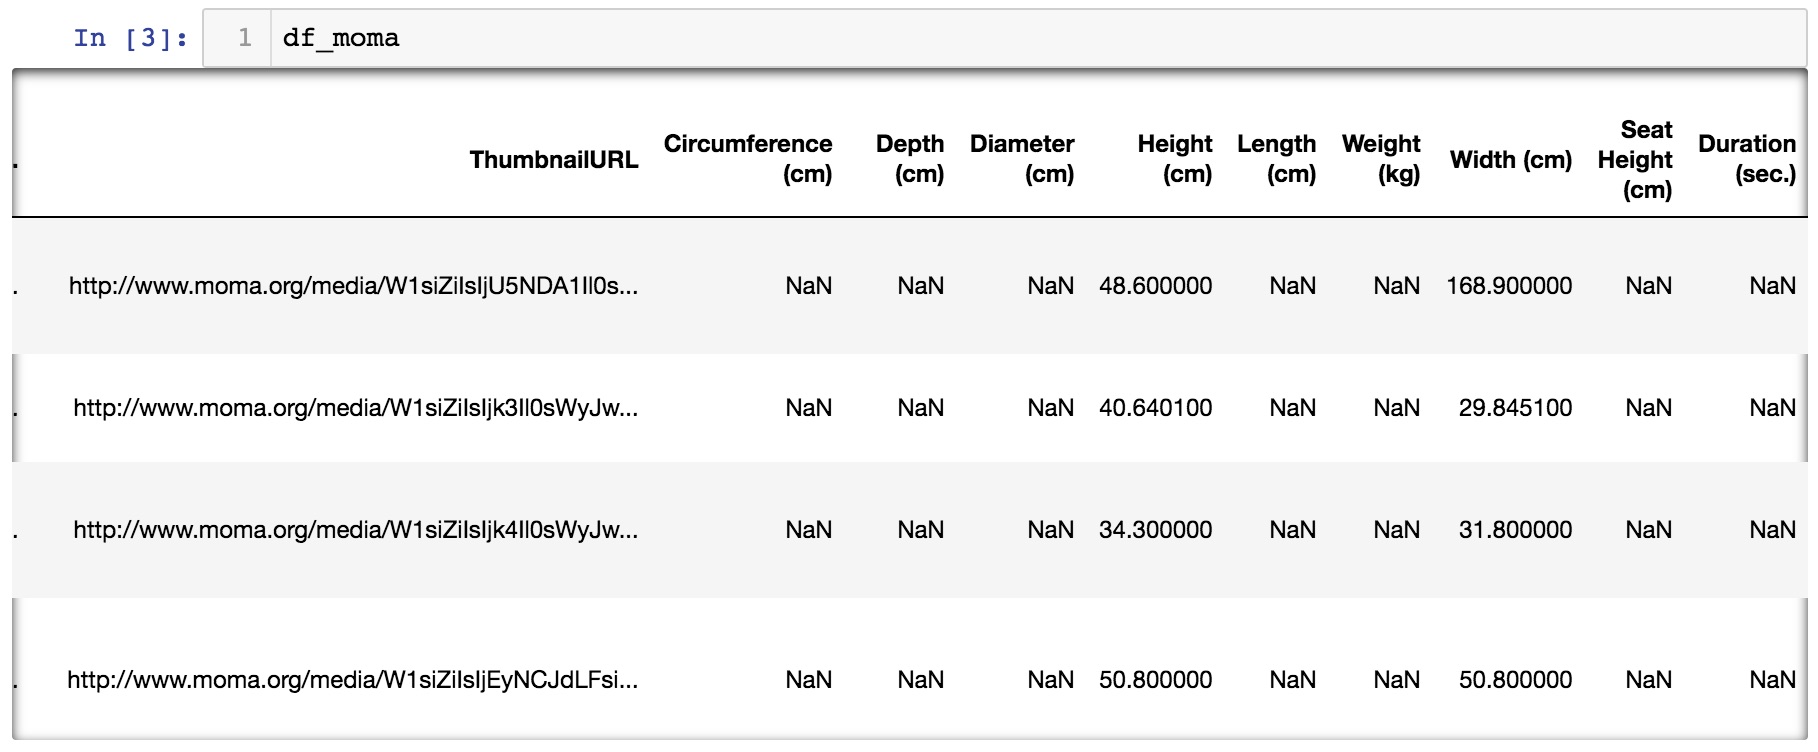 In [3]: 1 df_moma
. ThumbnailURL Circumference (cm) Depth (cm) Diameter (cm) Height (cm) Length (cm) Weight (kg) Width (cm) Seat Height (cm) Duration (sec.)
. http://www.moma.org/media/W1siZiIsIjU5NDA1Il0s... NaN NaN NaN 48.600000 NaN NaN 168.900000 NaN NaN
. http://www.moma.org/media/W1siZiIsIjk3Il0sWyJw... NaN NaN NaN 40.640100 NaN NaN 29.845100 NaN NaN
. http://www.moma.org/media/W1siZiIsIjk4Il0sWyJw... NaN NaN NaN 34.300000 NaN NaN 31.800000 NaN NaN
. http://www.moma.org/media/W1siZiIsIjEyNCJdLFsi... NaN NaN NaN 50.800000 NaN NaN 50.800000 NaN NaN